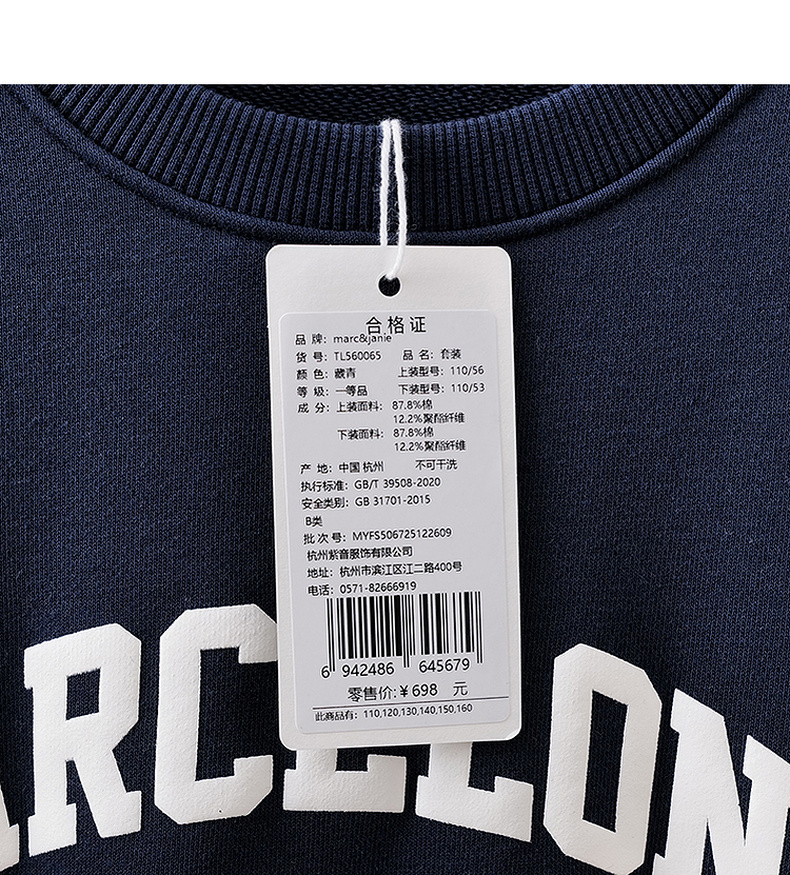 合格证
品 牌: marc&janie
货 号: TL560065 品 名: 套装
颜 色: 藏青 上装型号: 110/56
等 级: 一等品 下装型号: 110/53
成 分: 上装面料: 87.8%棉
12.2%聚酯纤维
下装面料: 87.8%棉
12.2%聚酯纤维
产 地: 中国 杭州 不可干洗
执行标准: GB/T 39508-2020
安全类别: GB 31701-2015
B类
批 次 号: MYFS506725122609
杭州紫音服饰有限公司
地址: 杭州市滨江区江二路400号
电话: 0571-82666919
6 942486 645679
零售价: ¥ 698 元
此商品有: 110,120,130,140,150,160
ARCELON